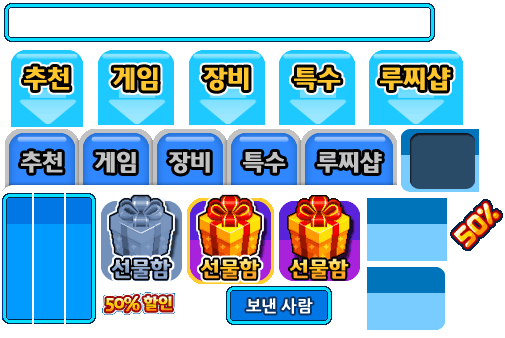 추천 게임 장비 특수 루찌샵
추천 게임 장비 특수 루찌샵
50%
선물함 선물함 선물함
50% 할인
보낸 사람